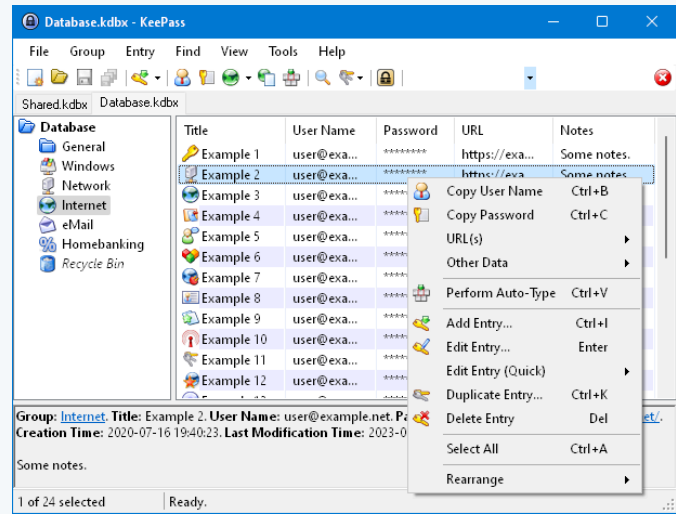 Database.kdbx - KeePass
File Group Entry Find View Tools Help
Shared.kdbx Database.kdbx
Database
General
Windows
Network
Internet
eMail
Homebanking
Recycle Bin
Title User Name Password URL Notes
Example 1 user@exa... ******** https://exa... Some notes.
Example 2 user@exa... ******** https://exa... Some notes.
Example 3 user@exa...
Example 4 user@exa...
Example 5 user@exa...
Example 6 user@exa...
Example 7 user@exa...
Example 8 user@exa...
Example 9 user@exa...
Example 10 user@exa...
Example 11 user@exa...
Example 12 user@exa...
Copy User Name Ctrl+B
Copy Password Ctrl+C
URL(s)
Other Data
Perform Auto-Type Ctrl+V
Add Entry... Ctrl+I
Edit Entry... Enter
Edit Entry (Quick)
Duplicate Entry... Ctrl+K
Delete Entry Del
Select All Ctrl+A
Rearrange
Group: Internet. Title: Example 2. User Name: user@example.net. Pa et/.
Creation Time: 2020-07-16 19:40:23. Last Modification Time: 2023-0
Some notes.
1 of 24 selected Ready.